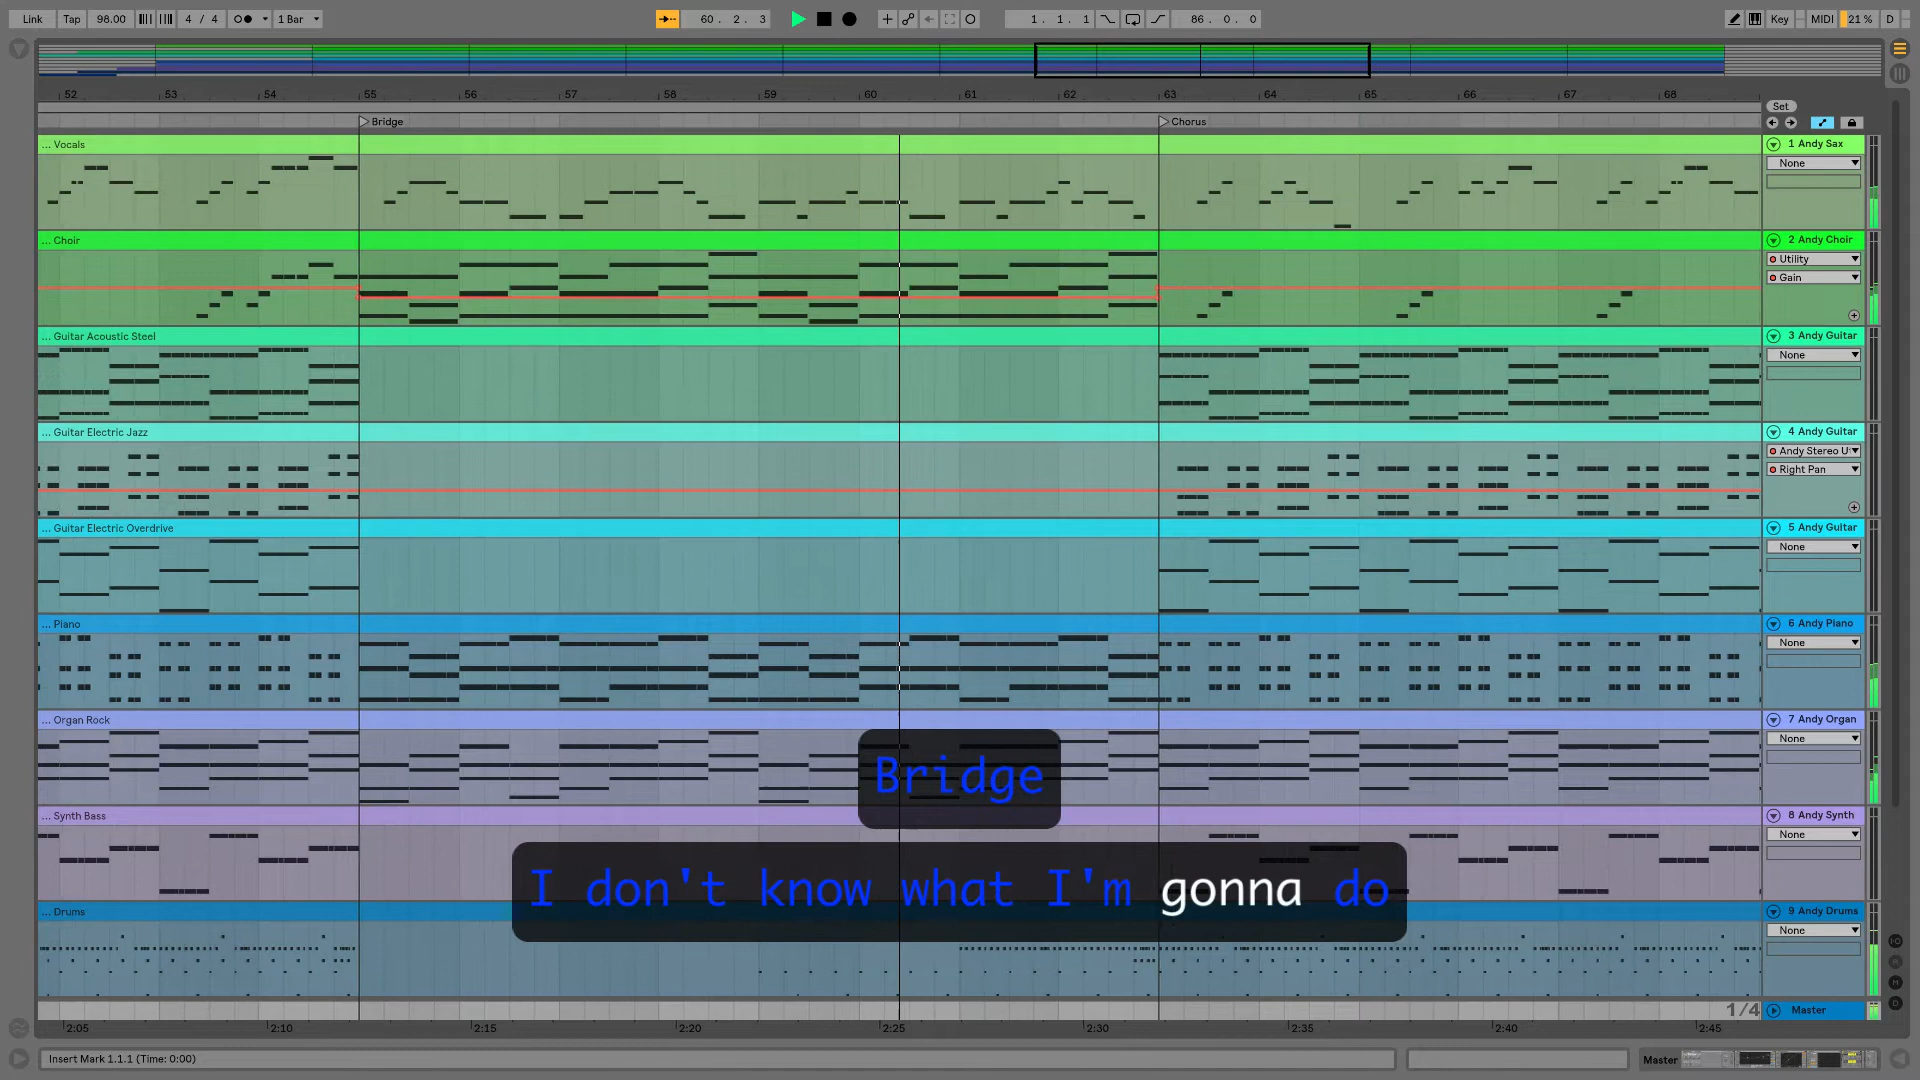 Link Tap 98.00 4 / 4 1 Bar 60. 2. 3 1. 1. 1 86. 0. 0 Key MIDI 21 % D
52 53 54 55 56 57 58 59 60 61 62 63 64 65 66 67 68
Set
Bridge Chorus
... Vocals
1 Andy Sax
None
... Choir
2 Andy Choir
Utility
Gain
... Guitar Acoustic Steel
3 Andy Guitar
None
... Guitar Electric Jazz
4 Andy Guitar
Andy Stereo U
Right Pan
... Guitar Electric Overdrive
5 Andy Guitar
None
... Piano
6 Andy Piano
None
... Organ Rock
7 Andy Organ
None
Bridge
... Synth Bass
8 Andy Synth
None
I don't know what I'm gonna do
... Drums
9 Andy Drums
None
1/4
Master
2:05 2:10 2:15 2:20 2:25 2:30 2:35 2:40 2:45
Insert Mark 1.1.1 (Time: 0:00)
Master